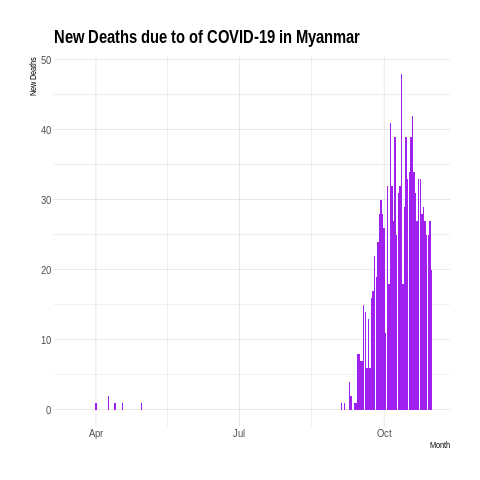 New Deaths due to of COVID-19 in Myanmar
New Deaths
50
40
30
20
10
0
Apr
Jul
Oct
Month